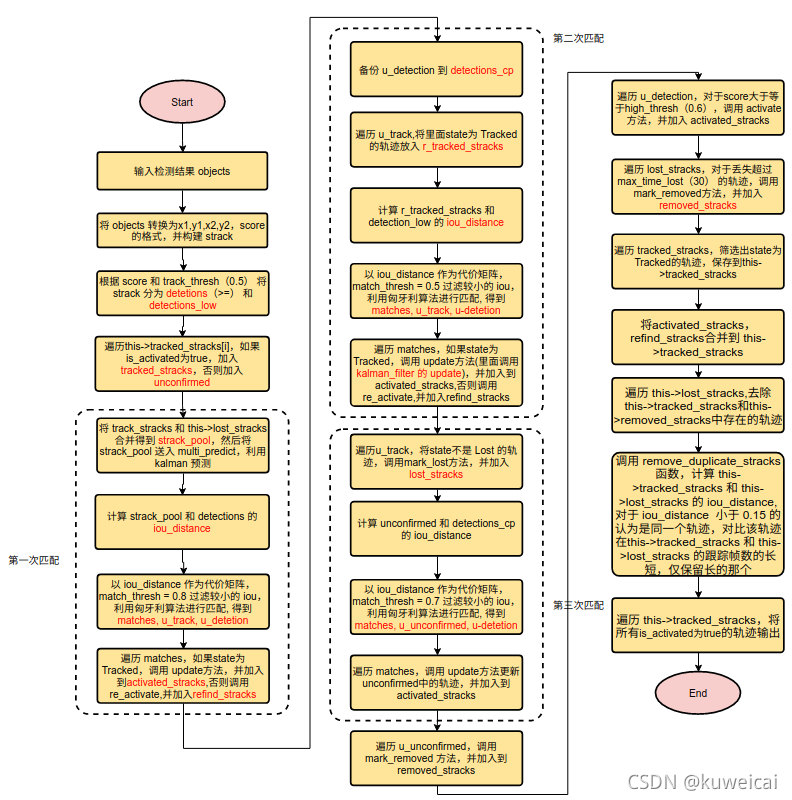 Start
输入检测结果 objects
将 objects 转换为x1,y1,x2,y2，score
的格式，并构建 strack
根据 score 和 track_thresh（0.5） 将
strack 分为 detetions（>=） 和
detections_low
遍历this->tracked_stracks[i]，如果
is_activated为true，加入
tracked_stracks，否则加入
unconfirmed
第一次匹配
将 track_stracks 和 this->lost_stracks
合并得到 strack_pool，然后将
strack_pool 送入 multi_predict，利用
kalman 预测
计算 strack_pool 和 detections 的
iou_distance
以 iou_distance 作为代价矩阵，
match_thresh = 0.8 过滤较小的 iou，
利用匈牙利算法进行匹配, 得到
matches, u_track, u_detetion
遍历 matches，如果state为
Tracked，调用 update方法，并加入
到activated_stracks,否则调用
re_activate,并加入refind_stracks
第二次匹配
备份 u_detection 到 detections_cp
遍历 u_track,将里面state为 Tracked
的轨迹放入 r_tracked_stracks
计算 r_tracked_stracks 和
detection_low 的 iou_distance
以 iou_distance 作为代价矩阵，
match_thresh = 0.5 过滤较小的 iou，
利用匈牙利算法进行匹配, 得到
matches, u_track, u-detetion
遍历 matches，如果state为
Tracked，调用 update 方法(里面调用
kalman_filter 的 update)，并加入到
activated_stracks,否则调用
re_activate,并加入refind_stracks
第三次匹配
遍历u_track，将state不是 Lost 的轨
迹，调用mark_lost方法，并加入
lost_stracks
计算 unconfirmed 和 detections_cp
的 iou_distance
以 iou_distance 作为代价矩阵，
match_thresh = 0.7 过滤较小的 iou，
利用匈牙利算法进行匹配, 得到
matches, u_unconfirmed, u-detetion
遍历 matches，调用 update方法更新
unconfirmed中的轨迹，并加入到
activated_stracks
遍历 u_unconfirmed，调用
mark_removed 方法，并加入到
removed_stracks
遍历 u_detection，对于score大于等
于high_thresh（0.6），调用 activate
方法，并加入 activated_stracks
遍历 lost_stracks，对于丢失超过
max_time_lost（30） 的轨迹，调用
mark_removed方法，并加入
removed_stracks
遍历 tracked_stracks，筛选出state为
Tracked的轨迹，保存到this-
>tracked_stracks
将activated_stracks，
refind_stracks合并到 this-
>tracked_stracks
遍历 this->lost_stracks,去除
this->tracked_stracks和this-
>removed_stracks中存在的轨迹
调用 remove_duplicate_stracks
函数，计算 this-
>tracked_stracks 和 this-
>lost_stracks 的 iou_distance,
对于 iou_distance 小于 0.15 的
认为是同一个轨迹，对比该轨迹
在this->tracked_stracks 和 this-
>lost_stracks 的跟踪帧数的长
短，仅保留长的那个
遍历 this->tracked_stracks，将
所有is_activated为true的轨迹输出
End
CSDN @kuweicai